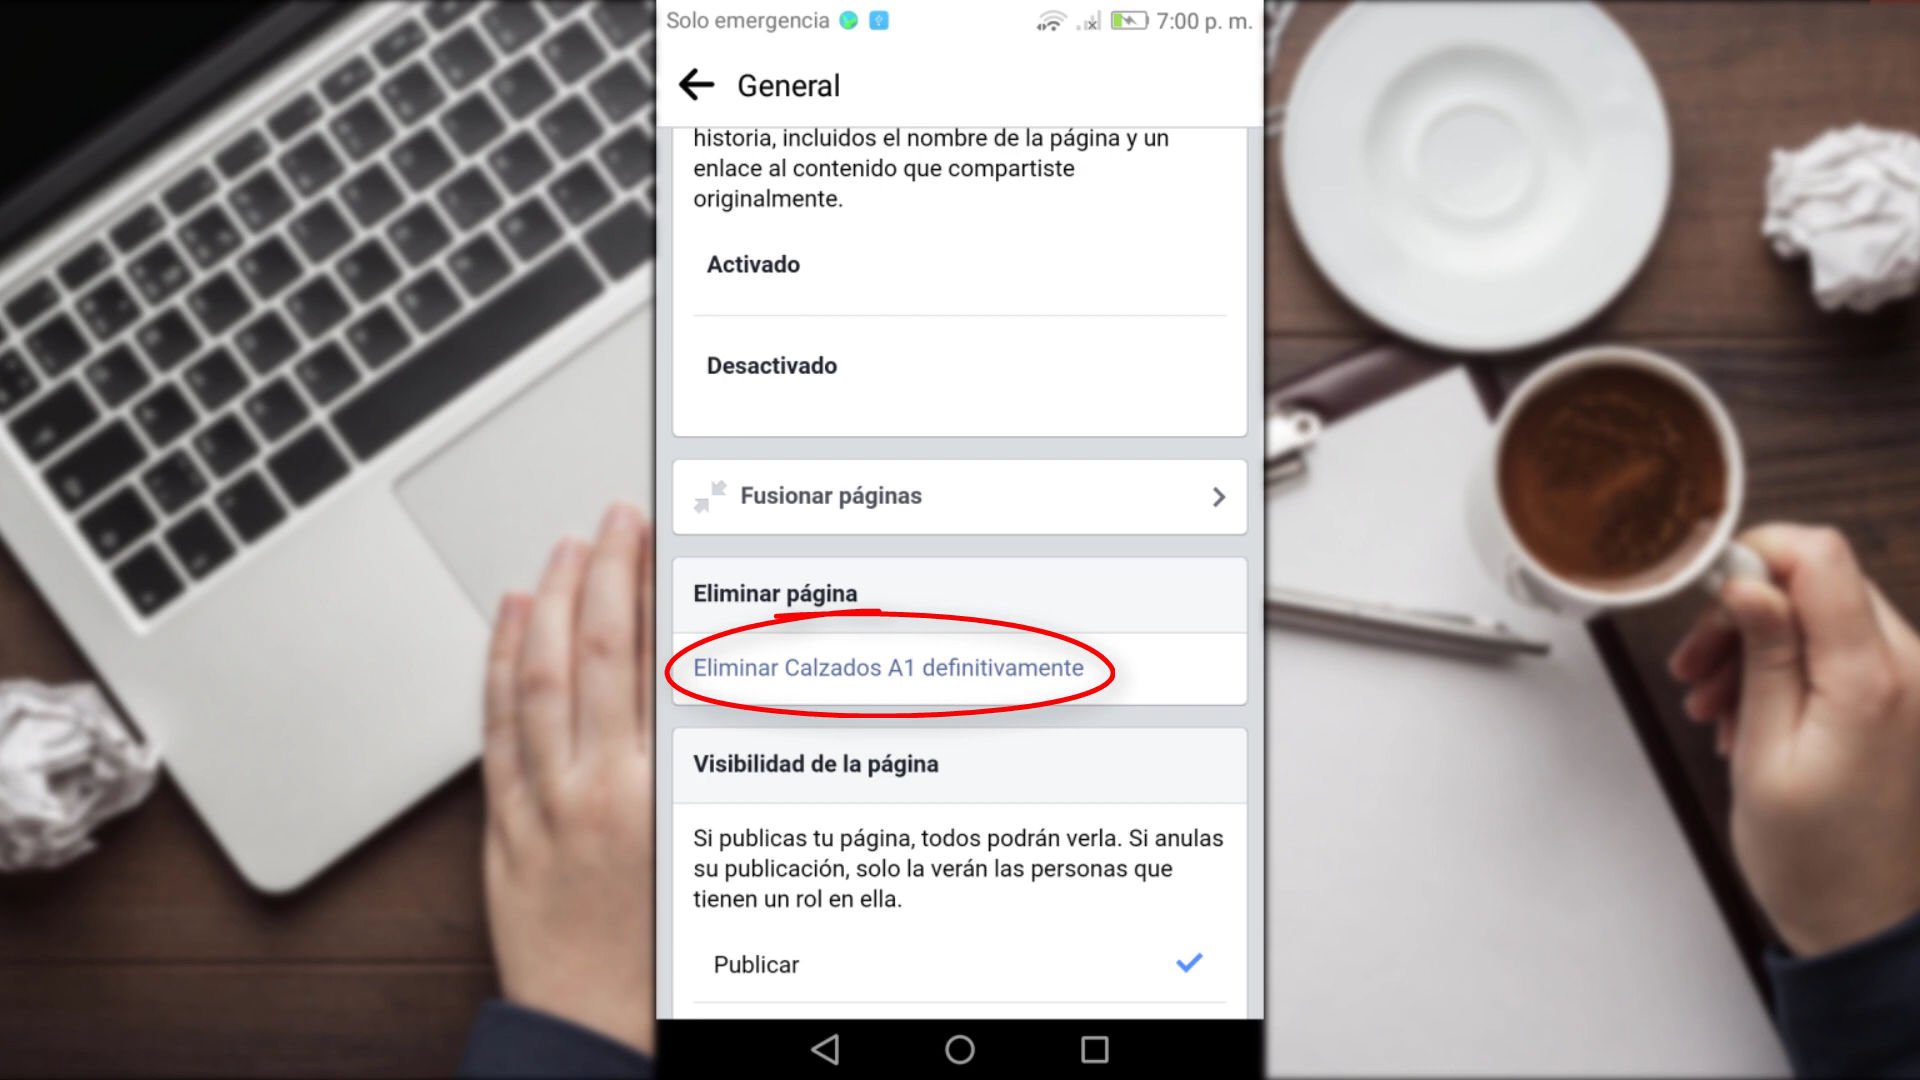 Solo emergencia 7:00 p. m.
General
historia, incluidos el nombre de la página y un
enlace al contenido que compartiste
originalmente.
Activado
Desactivado
Fusionar páginas
Eliminar página
Eliminar Calzados A1 definitivamente
Visibilidad de la página
Si publicas tu página, todos podrán verla. Si anulas
su publicación, solo la verán las personas que
tienen un rol en ella.
Publicar